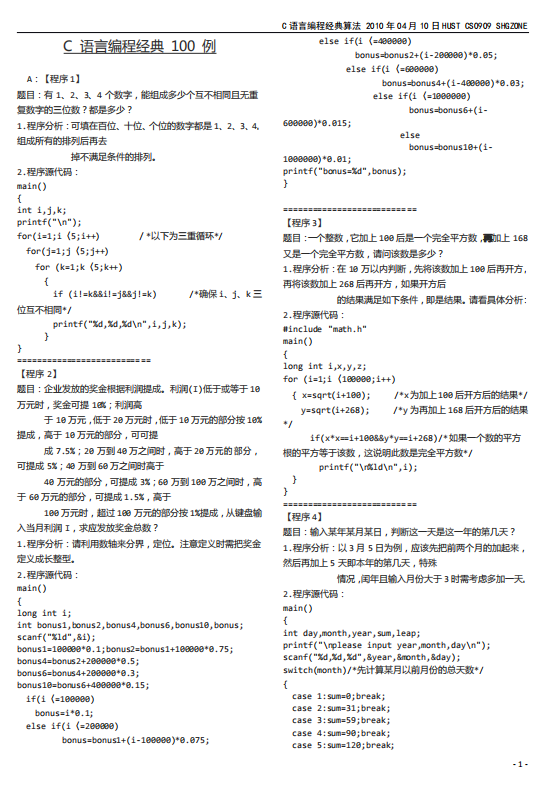 C 语言编程经典算法 2010 年 04 月 10 日 HUST CS0909 SHGZONE
C 语言编程经典 100 例
A：【程序 1】
题目：有 1、2、3、4 个数字，能组成多少个互不相同且无重
复数字的三位数？都是多少？
1.程序分析：可填在百位、十位、个位的数字都是 1、2、3、4。
组成所有的排列后再去
掉不满足条件的排列。
2.程序源代码：
main()
{
int i,j,k;
printf("\n");
for(i=1;i〈5;i++) /*以下为三重循环*/
for(j=1;j〈5;j++)
for (k=1;k〈5;k++)
{
if (i!=k&&i!=j&&j!=k) /*确保 i、j、k 三
位互不相同*/
printf("%d,%d,%d\n",i,j,k);
}
}
===========================
【程序 2】
题目：企业发放的奖金根据利润提成。利润(I)低于或等于 10
万元时，奖金可提 10%；利润高
于 10 万元，低于 20 万元时，低于 10 万元的部分按 10%
提成，高于 10 万元的部分，可可提
成 7.5%；20 万到 40 万之间时，高于 20 万元的部分，
可提成 5%；40 万到 60 万之间时高于
40 万元的部分，可提成 3%；60 万到 100 万之间时，高
于 60 万元的部分，可提成 1.5%，高于
100 万元时，超过 100 万元的部分按 1%提成，从键盘输
入当月利润 I，求应发放奖金总数？
1.程序分析：请利用数轴来分界，定位。注意定义时需把奖金
定义成长整型。
2.程序源代码：
main()
{
long int i;
int bonus1,bonus2,bonus4,bonus6,bonus10,bonus;
scanf("%ld",&i);
bonus1=100000*0.1;bonus2=bonus1+100000*0.75;
bonus4=bonus2+200000*0.5;
bonus6=bonus4+200000*0.3;
bonus10=bonus6+400000*0.15;
if(i〈=100000)
bonus=i*0.1;
else if(i〈=200000)
bonus=bonus1+(i-100000)*0.075;
else if(i〈=400000)
bonus=bonus2+(i-200000)*0.05;
else if(i〈=600000)
bonus=bonus4+(i-400000)*0.03;
else if(i〈=1000000)
bonus=bonus6+(i-
600000)*0.015;
else
bonus=bonus10+(i-
1000000)*0.01;
printf("bonus=%d",bonus);
}
===========================
【程序 3】
题目：一个整数，它加上 100 后是一个完全平方数，再加上 168
又是一个完全平方数，请问该数是多少？
1.程序分析：在 10 万以内判断，先将该数加上 100 后再开方，
再将该数加上 268 后再开方，如果开方后
的结果满足如下条件，即是结果。请看具体分析：
2.程序源代码：
#include "math.h"
main()
{
long int i,x,y,z;
for (i=1;i〈100000;i++)
{ x=sqrt(i+100); /*x 为加上 100 后开方后的结果*/
y=sqrt(i+268); /*y 为再加上 168 后开方后的结果
*/
if(x*x==i+100&&y*y==i+268)/*如果一个数的平方
根的平方等于该数，这说明此数是完全平方数*/
printf("\n%ld\n",i);
}
}
===========================
【程序 4】
题目：输入某年某月某日，判断这一天是这一年的第几天？
1.程序分析：以 3 月 5 日为例，应该先把前两个月的加起来，
然后再加上 5 天即本年的第几天，特殊
情况，闰年且输入月份大于 3 时需考虑多加一天。
2.程序源代码：
main()
{
int day,month,year,sum,leap;
printf("\nplease input year,month,day\n");
scanf("%d,%d,%d",&year,&month,&day);
switch(month)/*先计算某月以前月份的总天数*/
{
case 1:sum=0;break;
case 2:sum=31;break;
case 3:sum=59;break;
case 4:sum=90;break;
case 5:sum=120;break;
- 1 -